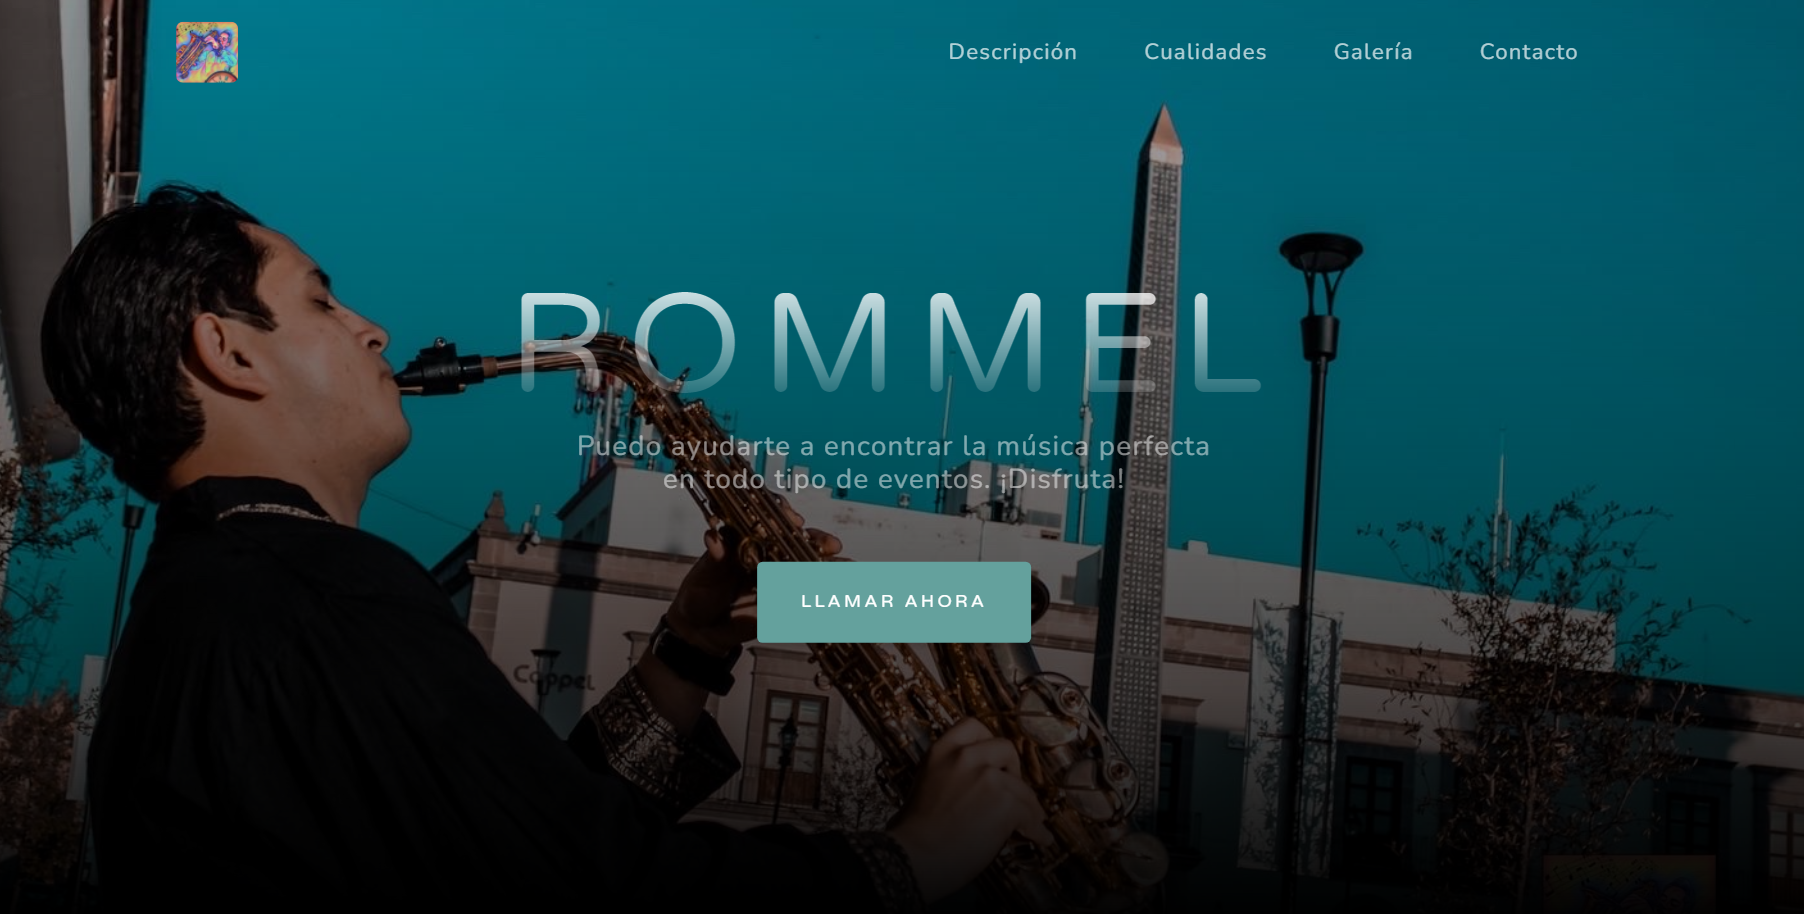 Descripción Cualidades Galería Contacto
ROMMEL
Puedo ayudarte a encontrar la música perfecta
en todo tipo de eventos. ¡Disfruta!
LLAMAR AHORA
Coppel